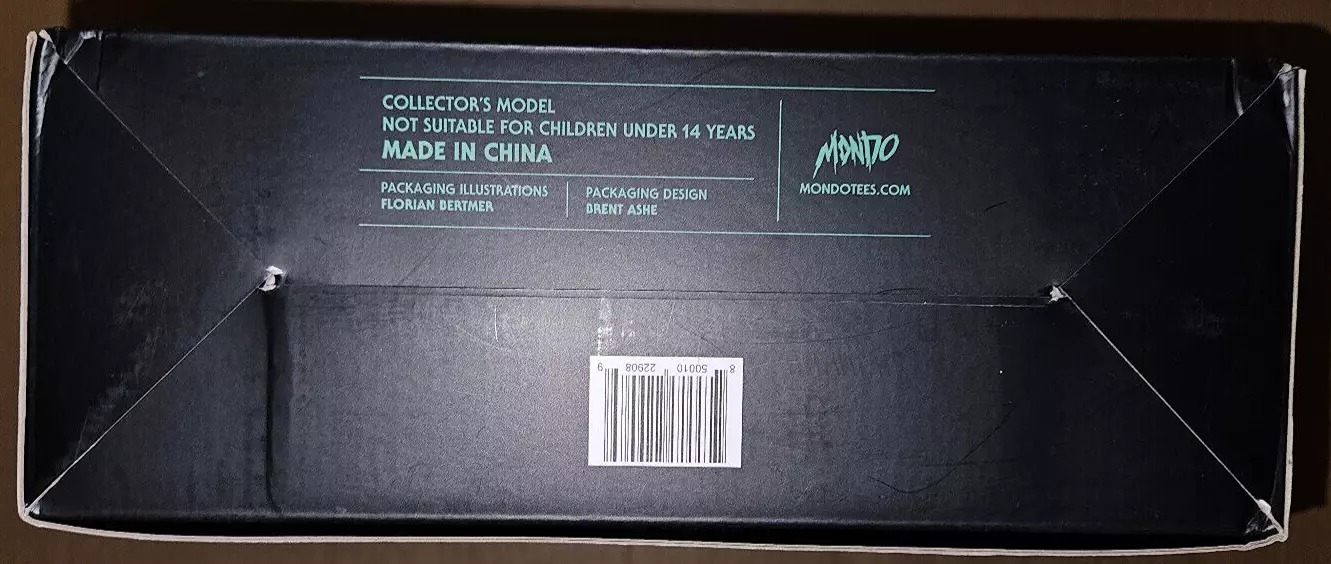 COLLECTOR'S MODEL
NOT SUITABLE FOR CHILDREN UNDER 14 YEARS
MADE IN CHINA
PACKAGING ILLUSTRATIONS
FLORIAN BERTMER
PACKAGING DESIGN
BRENT ASHE
MONDO
MONDOTEES.COM
8 50010 22908 9